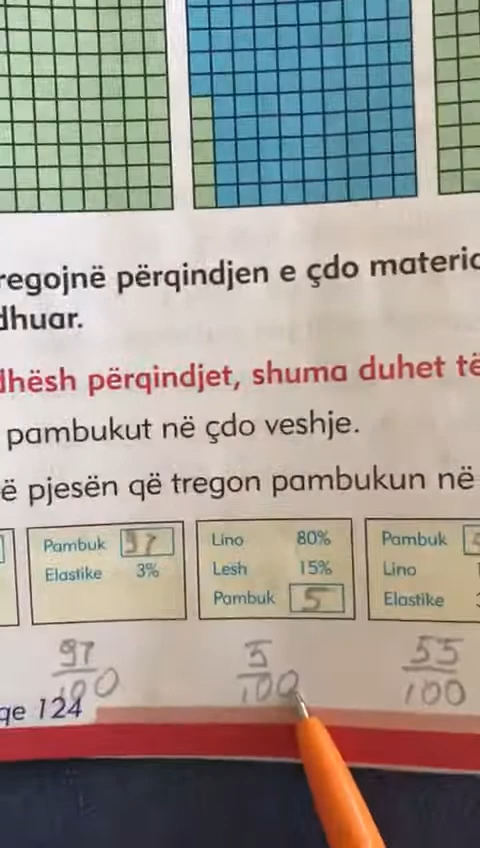 regojnë përqindjen e çdo materia
dhuar.
dhësh përqindjet, shuma duhet të
pambukut në çdo veshje.
ë pjesën që tregon pambukun në
Pambuk 97
Elastike 3%
Lino 80%
Lesh 15%
Pambuk 5
Pambuk
Lino
Elastike
97/100
5/100
55/100
qe 124